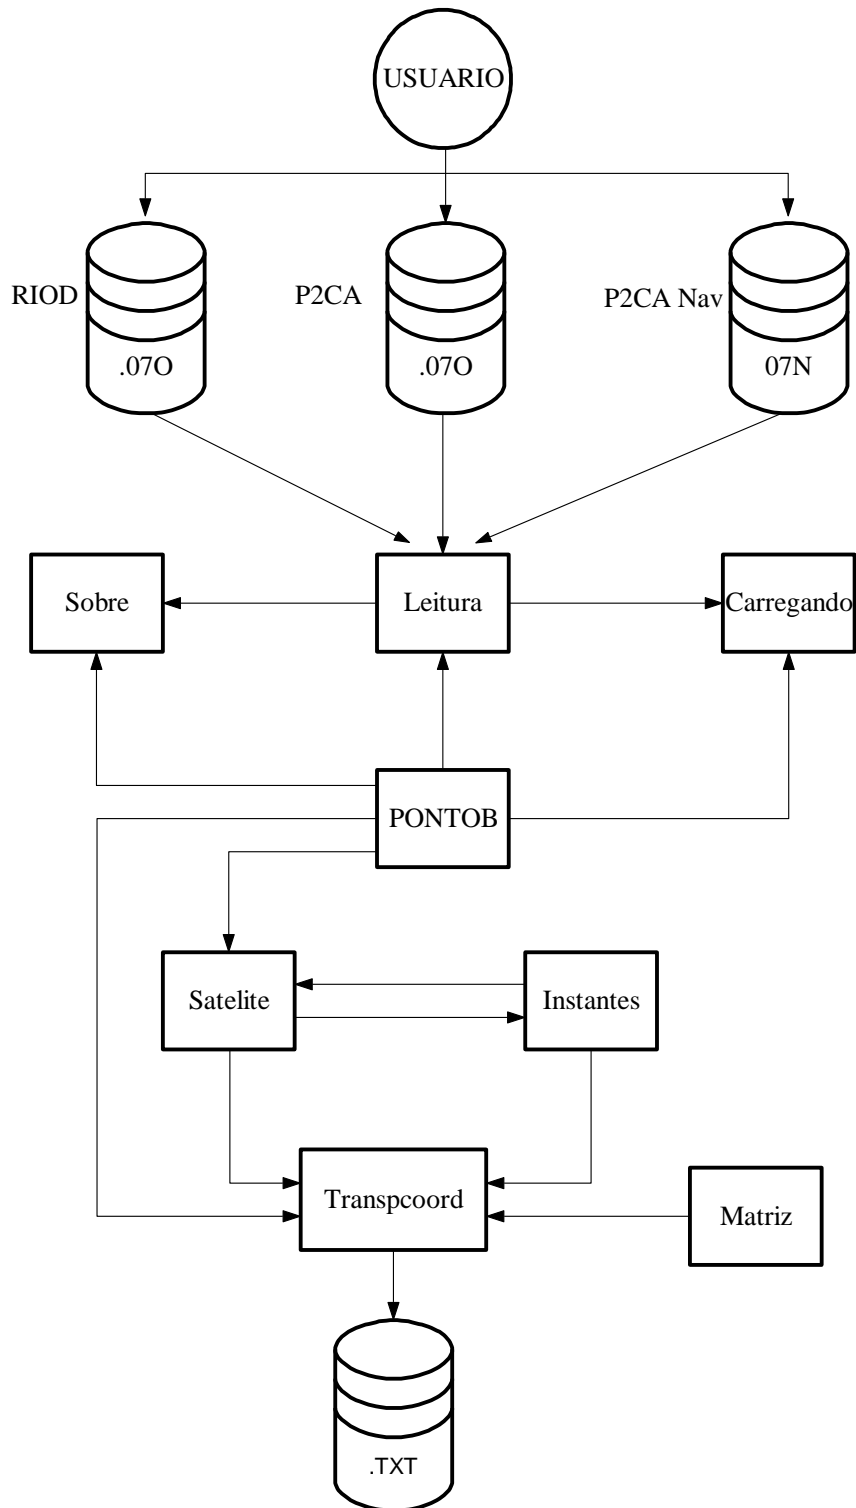 USUARIO
RIOD
P2CA
P2CA Nav
.07O
.07O
07N
Sobre
Leitura
Carregando
PONTOB
Satelite
Instantes
Transpcoord
Matriz
.TXT